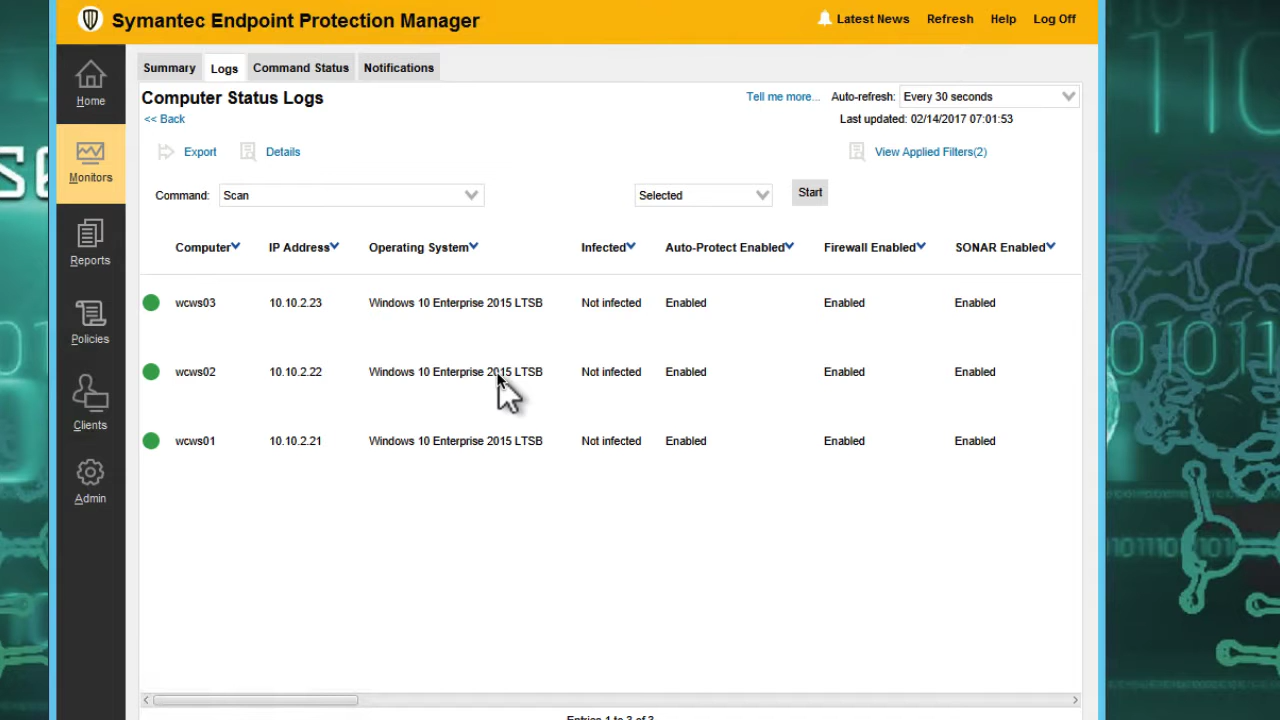 Symantec Endpoint Protection Manager
Latest News Refresh Help Log Off
Home
Monitors
Reports
Policies
Clients
Admin
Summary Logs Command Status Notifications
Computer Status Logs
Tell me more... Auto-refresh: Every 30 seconds
<< Back
Last updated: 02/14/2017 07:01:53
Export Details View Applied Filters(2)
Command: Scan Selected Start
Computer IP Address Operating System Infected Auto-Protect Enabled Firewall Enabled SONAR Enabled
wcws03 10.10.2.23 Windows 10 Enterprise 2015 LTSB Not infected Enabled Enabled Enabled
wcws02 10.10.2.22 Windows 10 Enterprise 2015 LTSB Not infected Enabled Enabled Enabled
wcws01 10.10.2.21 Windows 10 Enterprise 2015 LTSB Not infected Enabled Enabled Enabled